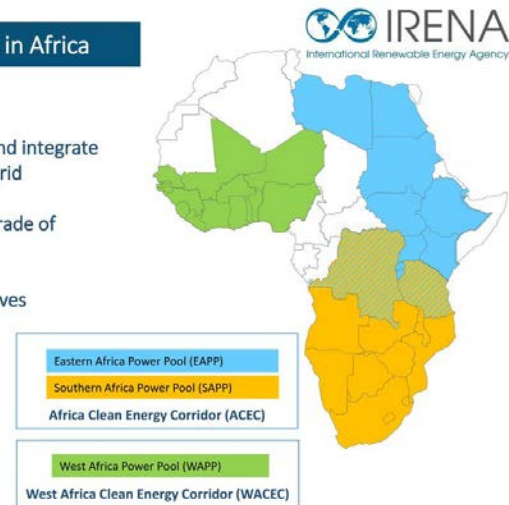 in Africa
IRENA
International Renewable Energy Agency
nd integrate
rid
rade of
ves
Eastern Africa Power Pool (EAPP)
Southern Africa Power Pool (SAPP)
Africa Clean Energy Corridor (ACEC)
West Africa Power Pool (WAPP)
West Africa Clean Energy Corridor (WACEC)